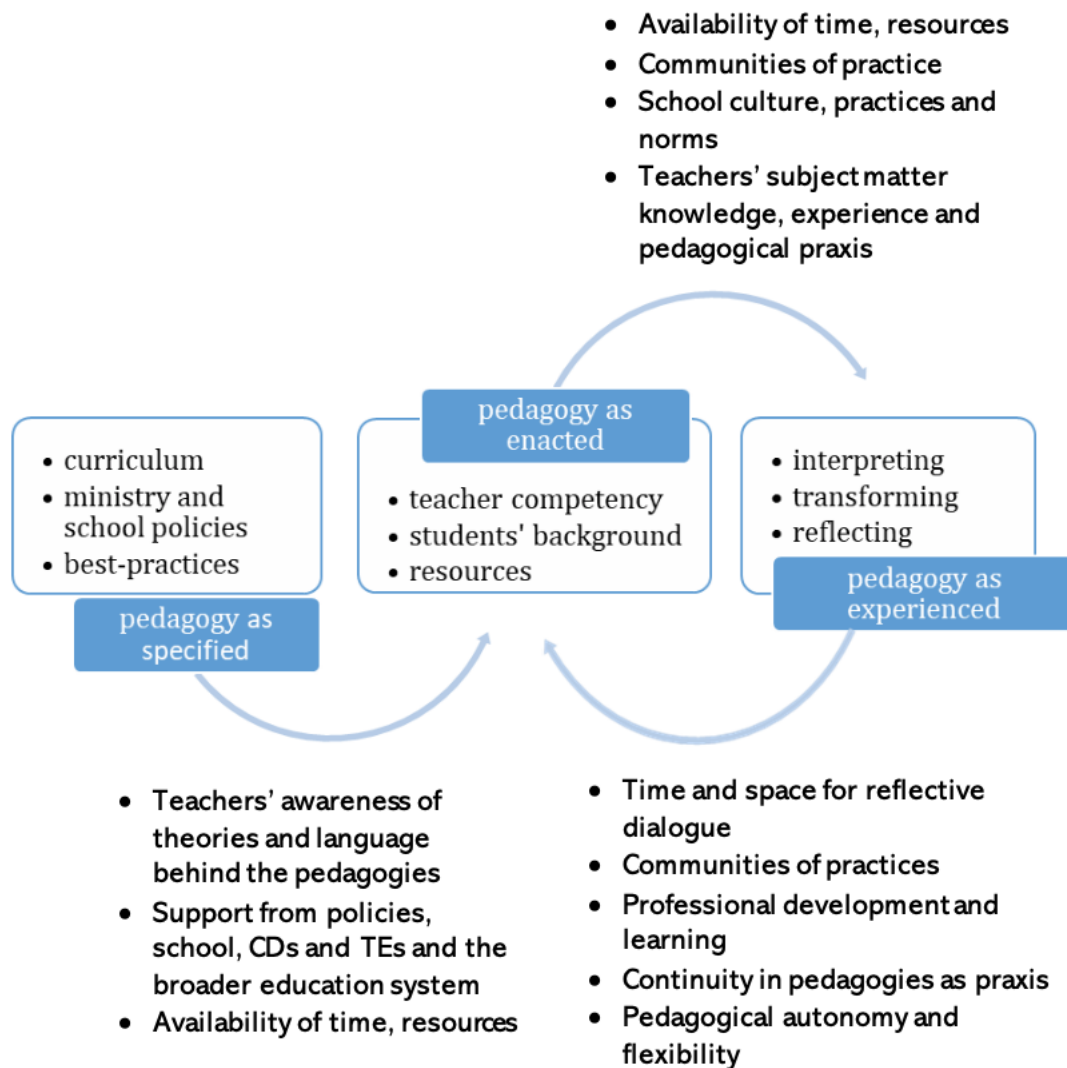 • Availability of time, resources
• Communities of practice
• School culture, practices and
norms
• Teachers' subject matter
knowledge, experience and
pedagogical praxis
• curriculum
• ministry and
school policies
• best-practices
pedagogy as
specified
pedagogy as
enacted
• teacher competency
• students' background
• resources
• interpreting
• transforming
• reflecting
pedagogy as
experienced
• Teachers' awareness of
theories and language
behind the pedagogies
• Support from policies,
school, CDs and TEs and the
broader education system
• Availability of time, resources
• Time and space for reflective
dialogue
• Communities of practices
• Professional development and
learning
• Continuity in pedagogies as praxis
• Pedagogical autonomy and
flexibility